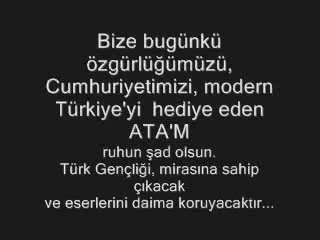 Bize bugünkü
özgürlüğümüzü,
Cumhuriyetimizi, modern
Türkiye'yi hediye eden
ATA'M
ruhun şad olsun.
Türk Gençliği, mirasına sahip
çıkacak
ve eserlerini daima koruyacaktır...